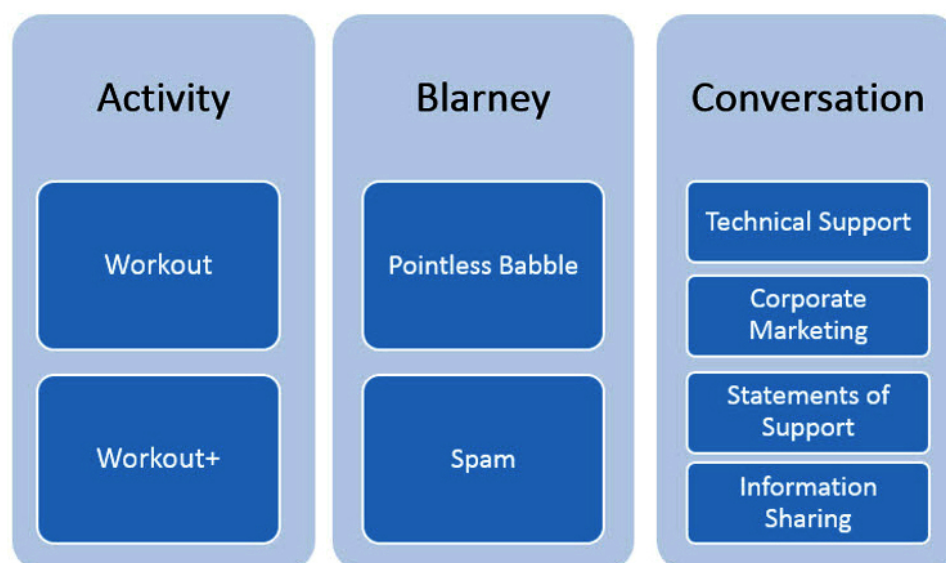 Activity
Workout
Workout+
Blarney
Pointless Babble
Spam
Conversation
Technical Support
Corporate
Marketing
Statements of
Support
Information
Sharing